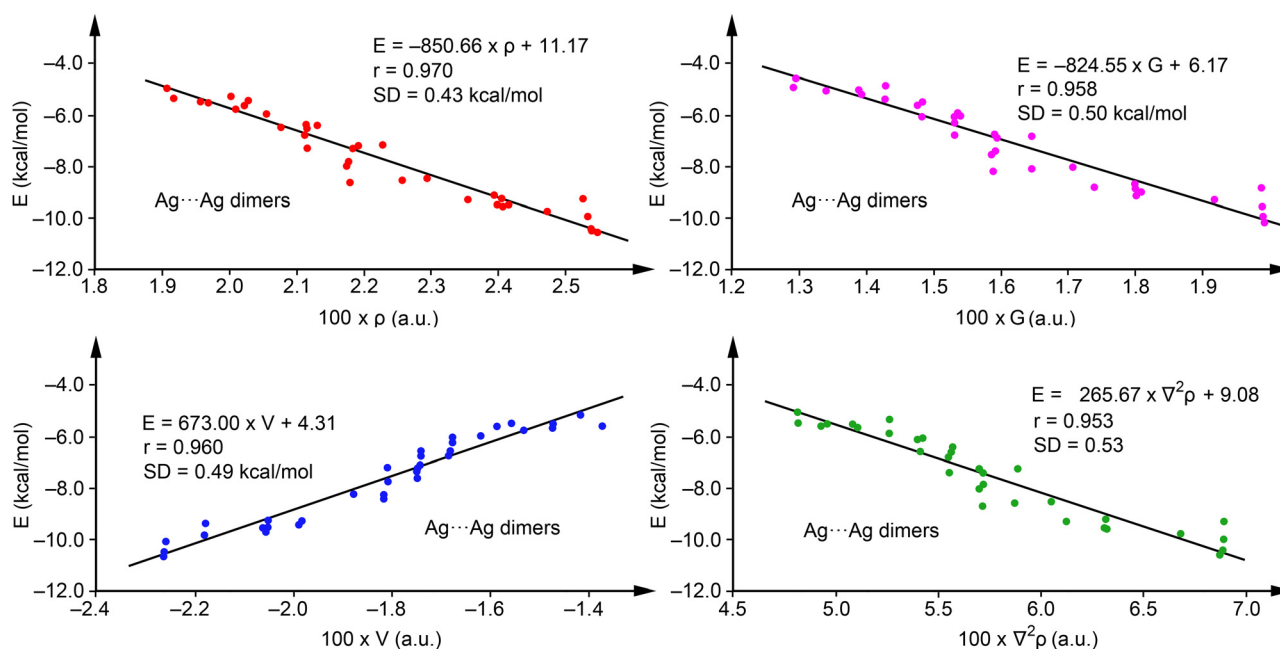 E = –850.66 x ρ + 11.17
r = 0.970
SD = 0.43 kcal/mol
Ag···Ag dimers
E (kcal/mol)
–4.0
–6.0
–8.0
–10.0
–12.0
1.8 2.0 2.1 2.2 2.3 2.4 2.5
100 x ρ (a.u.)
E = –824.55 x G + 6.17
r = 0.958
SD = 0.50 kcal/mol
Ag···Ag dimers
E (kcal/mol)
–4.0
–6.0
–8.0
–10.0
–12.0
1.2 1.3 1.4 1.5 1.6 1.7 1.8 1.9
100 x G (a.u.)
E = 673.00 x V + 4.31
r = 0.960
SD = 0.49 kcal/mol
Ag···Ag dimers
E (kcal/mol)
–4.0
–6.0
–8.0
–10.0
–12.0
–2.4 –2.2 –2.0 –1.8 –1.6 –1.4
100 x V (a.u.)
E = 265.67 x ∇²ρ + 9.08
r = 0.953
SD = 0.53
Ag···Ag dimers
E (kcal/mol)
–4.0
–6.0
–8.0
–10.0
–12.0
4.5 5.0 5.5 6.0 6.5 7.0
100 x ∇²ρ (a.u.)